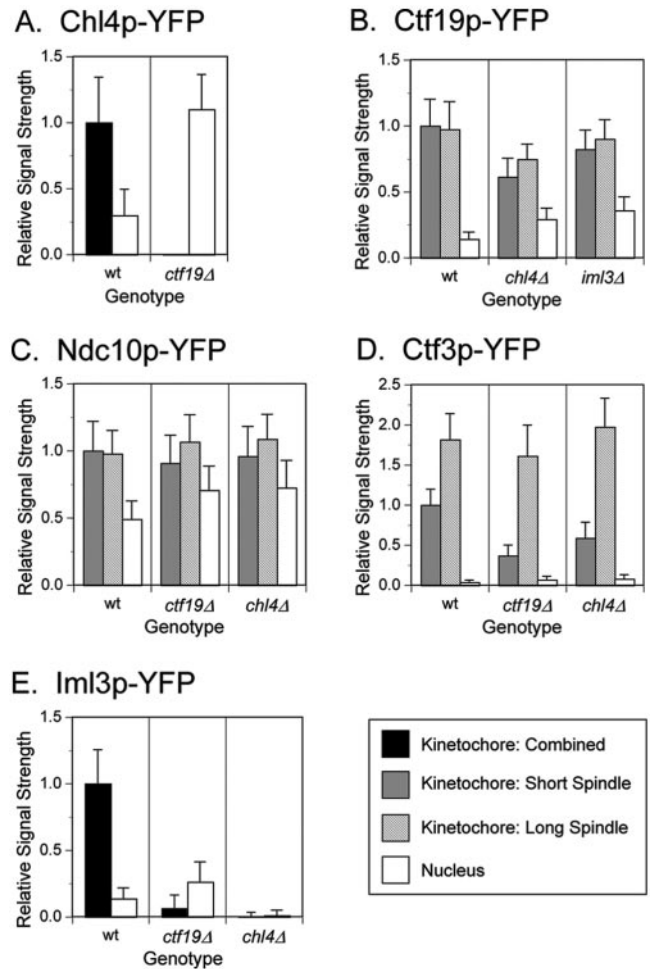 A. Chl4p-YFP
Relative Signal Strength
1.5
1.0
0.5
0.0
wt
ctf19Δ
Genotype
B. Ctf19p-YFP
Relative Signal Strength
1.5
1.0
0.5
0.0
wt
chl4Δ
iml3Δ
Genotype
C. Ndc10p-YFP
Relative Signal Strength
1.5
1.0
0.5
0.0
wt
ctf19Δ
chl4Δ
Genotype
D. Ctf3p-YFP
Relative Signal Strength
2.5
2.0
1.5
1.0
0.5
0.0
wt
ctf19Δ
chl4Δ
Genotype
E. Iml3p-YFP
Relative Signal Strength
1.5
1.0
0.5
0.0
wt
ctf19Δ
chl4Δ
Genotype
Kinetochore: Combined
Kinetochore: Short Spindle
Kinetochore: Long Spindle
Nucleus